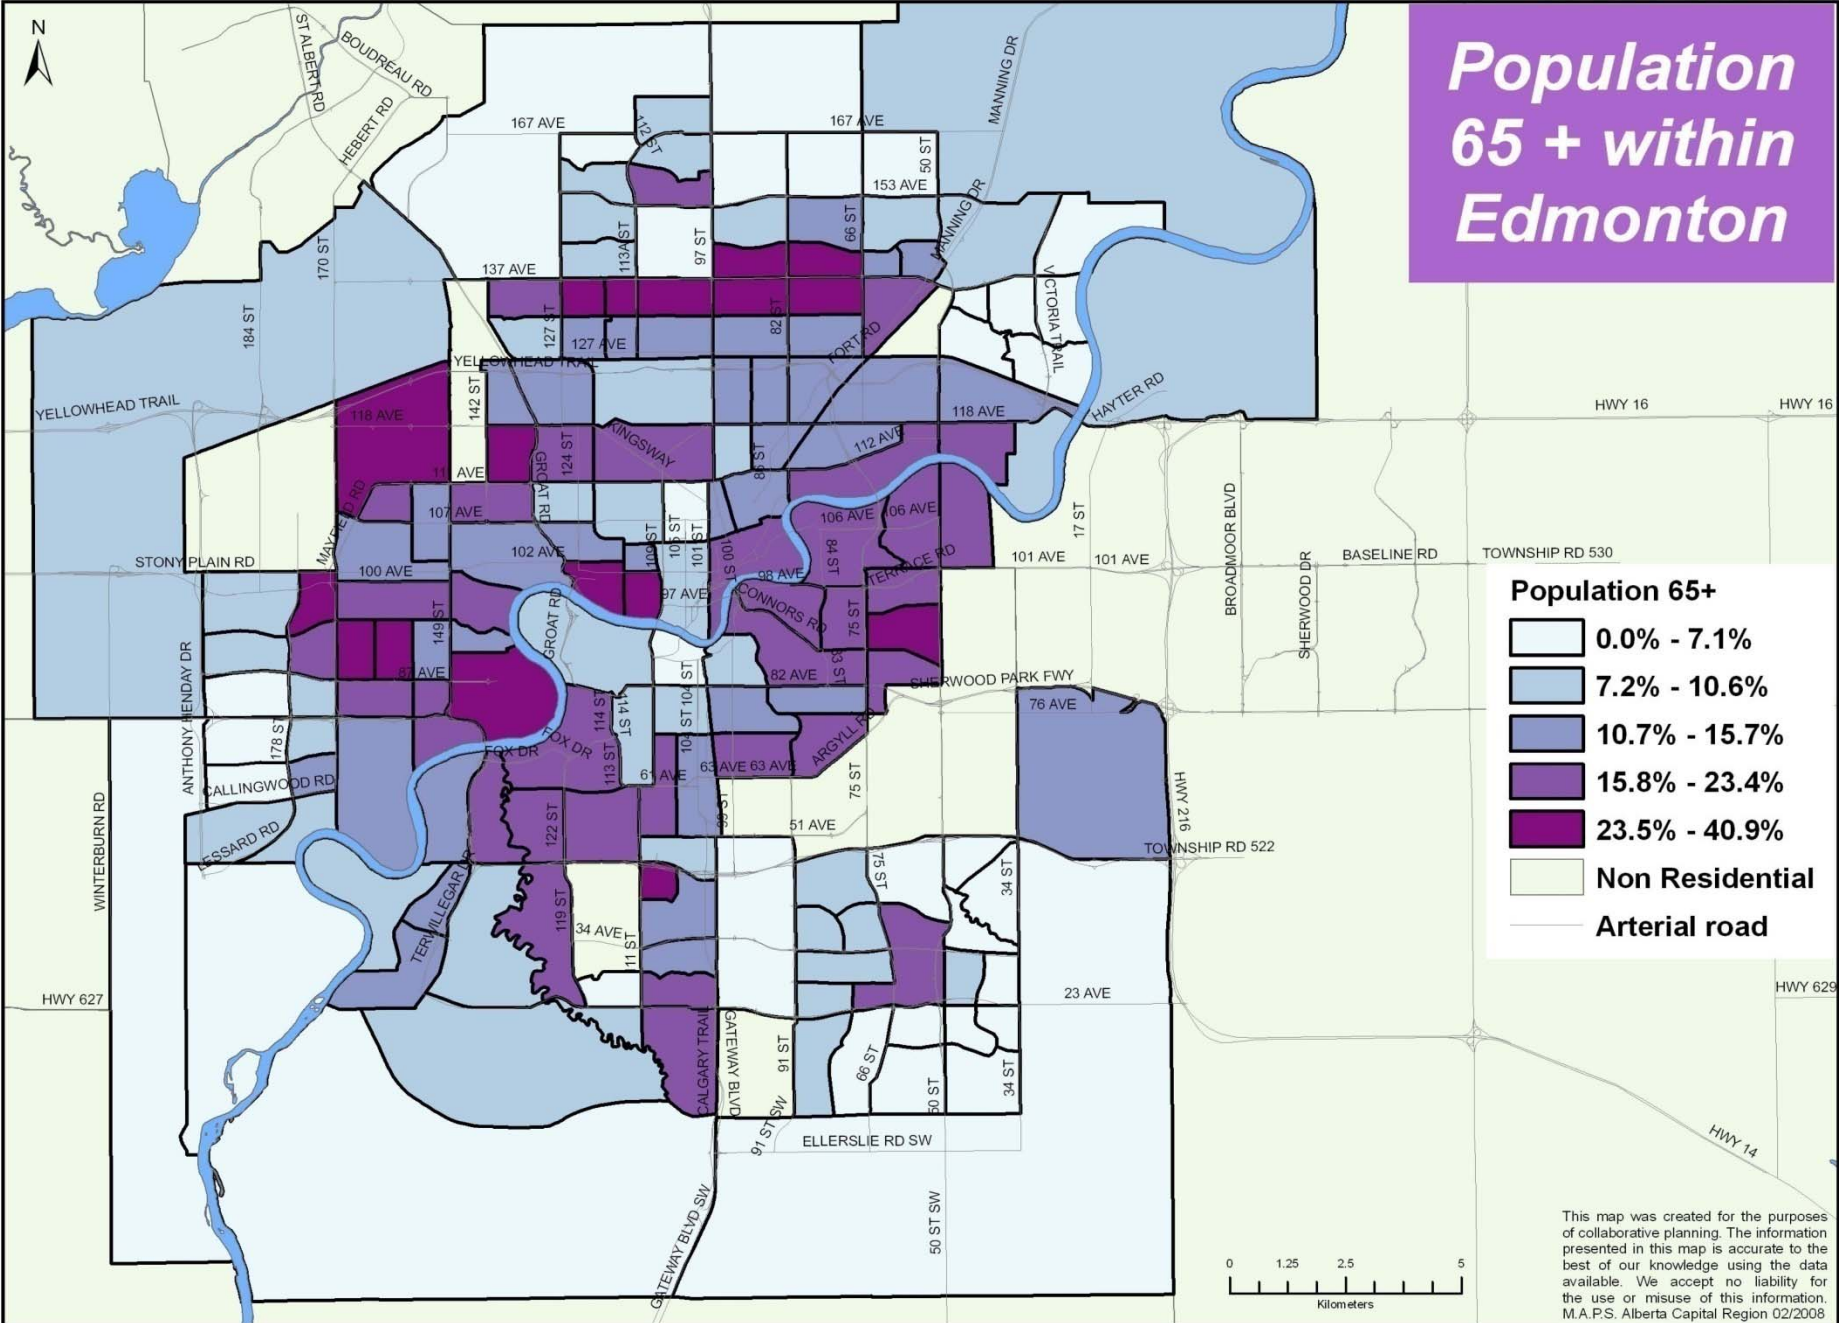 Population
65 + within
Edmonton
N
ST ALBERT RD
BOUDREAU RD
HEBERT RD
MANNING DR
167 AVE
112 ST
167 AVE
50 ST
153 AVE
MANNING DR
170 ST
113A ST
97 ST
66 ST
137 AVE
VICTORIA TRAIL
184 ST
127 ST
127 AVE
82 ST
FORT RD
YELLOWHEAD TRAIL
YELLOWHEAD TRAIL
142 ST
118 AVE
118 AVE
HAYTER RD
HWY 16
HWY 16
KINGSWAY
124 ST
112 AVE
AVE
GROAT RD
MAYFIELD RD
107 AVE
106 AVE
106 AVE
17 ST
BROADMOOR BLVD
SHERWOOD DR
STONY PLAIN RD
102 AVE
109 ST
105 ST
101 ST
100 ST
84 ST
TERRACE RD
101 AVE
101 AVE
BASELINE RD
TOWNSHIP RD 530
100 AVE
98 AVE
97 AVE
CONNORS RD
75 ST
149 ST
GROAT RD
87 AVE
82 AVE
ANTHONY HENDAY DR
178 ST
104 ST
104 ST
114 ST
114 ST
SHERWOOD PARK FWY
76 AVE
FOX DR
FOX DR
113 ST
ARGYLL RD
CALLINGWOOD RD
61 AVE
63 AVE
63 AVE
75 ST
HWY 216
WINTERBURN RD
122 ST
99 ST
51 AVE
TOWNSHIP RD 522
TERWILLEGAR DR
75 ST
34 ST
119 ST
34 AVE
HWY 627
23 AVE
HWY 629
CALGARY TRAIL
GATEWAY BLVD
91 ST
66 ST
50 ST
34 ST
91 ST SW
ELLERSLIE RD SW
HWY 14
GATEWAY BLVD SW
50 ST SW
Population 65+
0.0% - 7.1%
7.2% - 10.6%
10.7% - 15.7%
15.8% - 23.4%
23.5% - 40.9%
Non Residential
Arterial road
0 1.25 2.5 5
Kilometers
This map was created for the purposes
of collaborative planning. The information
presented in this map is accurate to the
best of our knowledge using the data
available. We accept no liability for
the use or misuse of this information.
M.A.P.S. Alberta Capital Region 02/2008